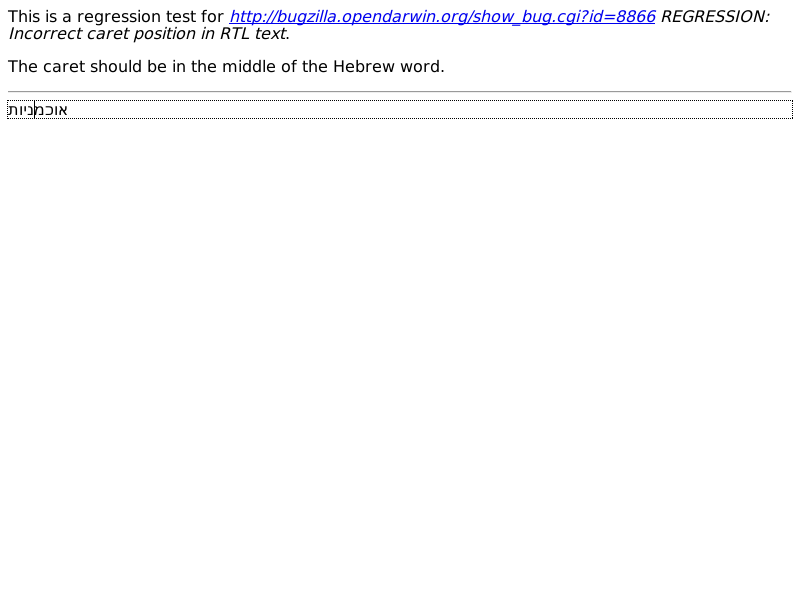 This is a regression test for http://bugzilla.opendarwin.org/show_bug.cgi?id=8866 REGRESSION:
Incorrect caret position in RTL text.
The caret should be in the middle of the Hebrew word.
אוכמניות